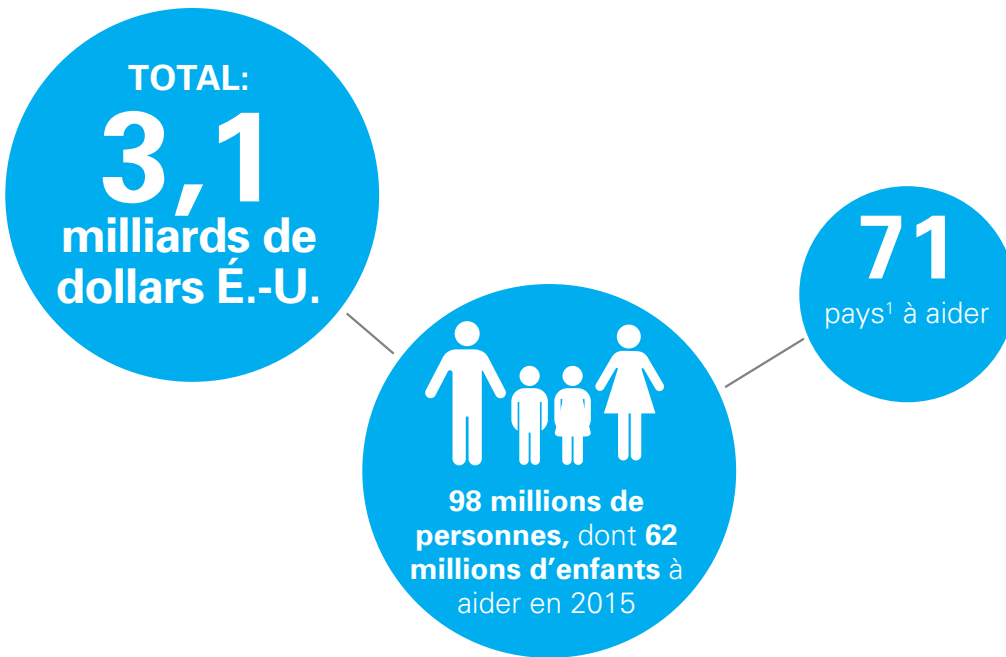 TOTAL:
3,1
milliards de
dollars É.-U.
71
pays¹ à aider
98 millions de
personnes, dont 62
millions d’enfants à
aider en 2015